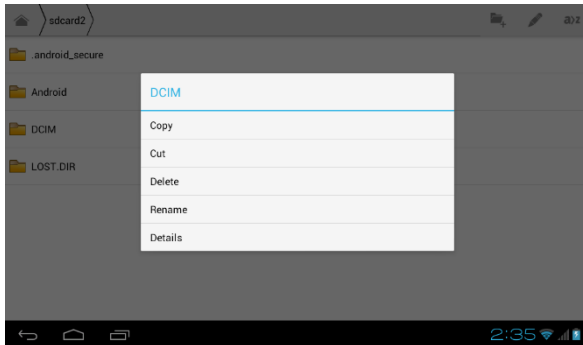 sdcard2
a>z
.android_secure
Android
DCIM
LOST.DIR
DCIM
Copy
Cut
Delete
Rename
Details
2:35